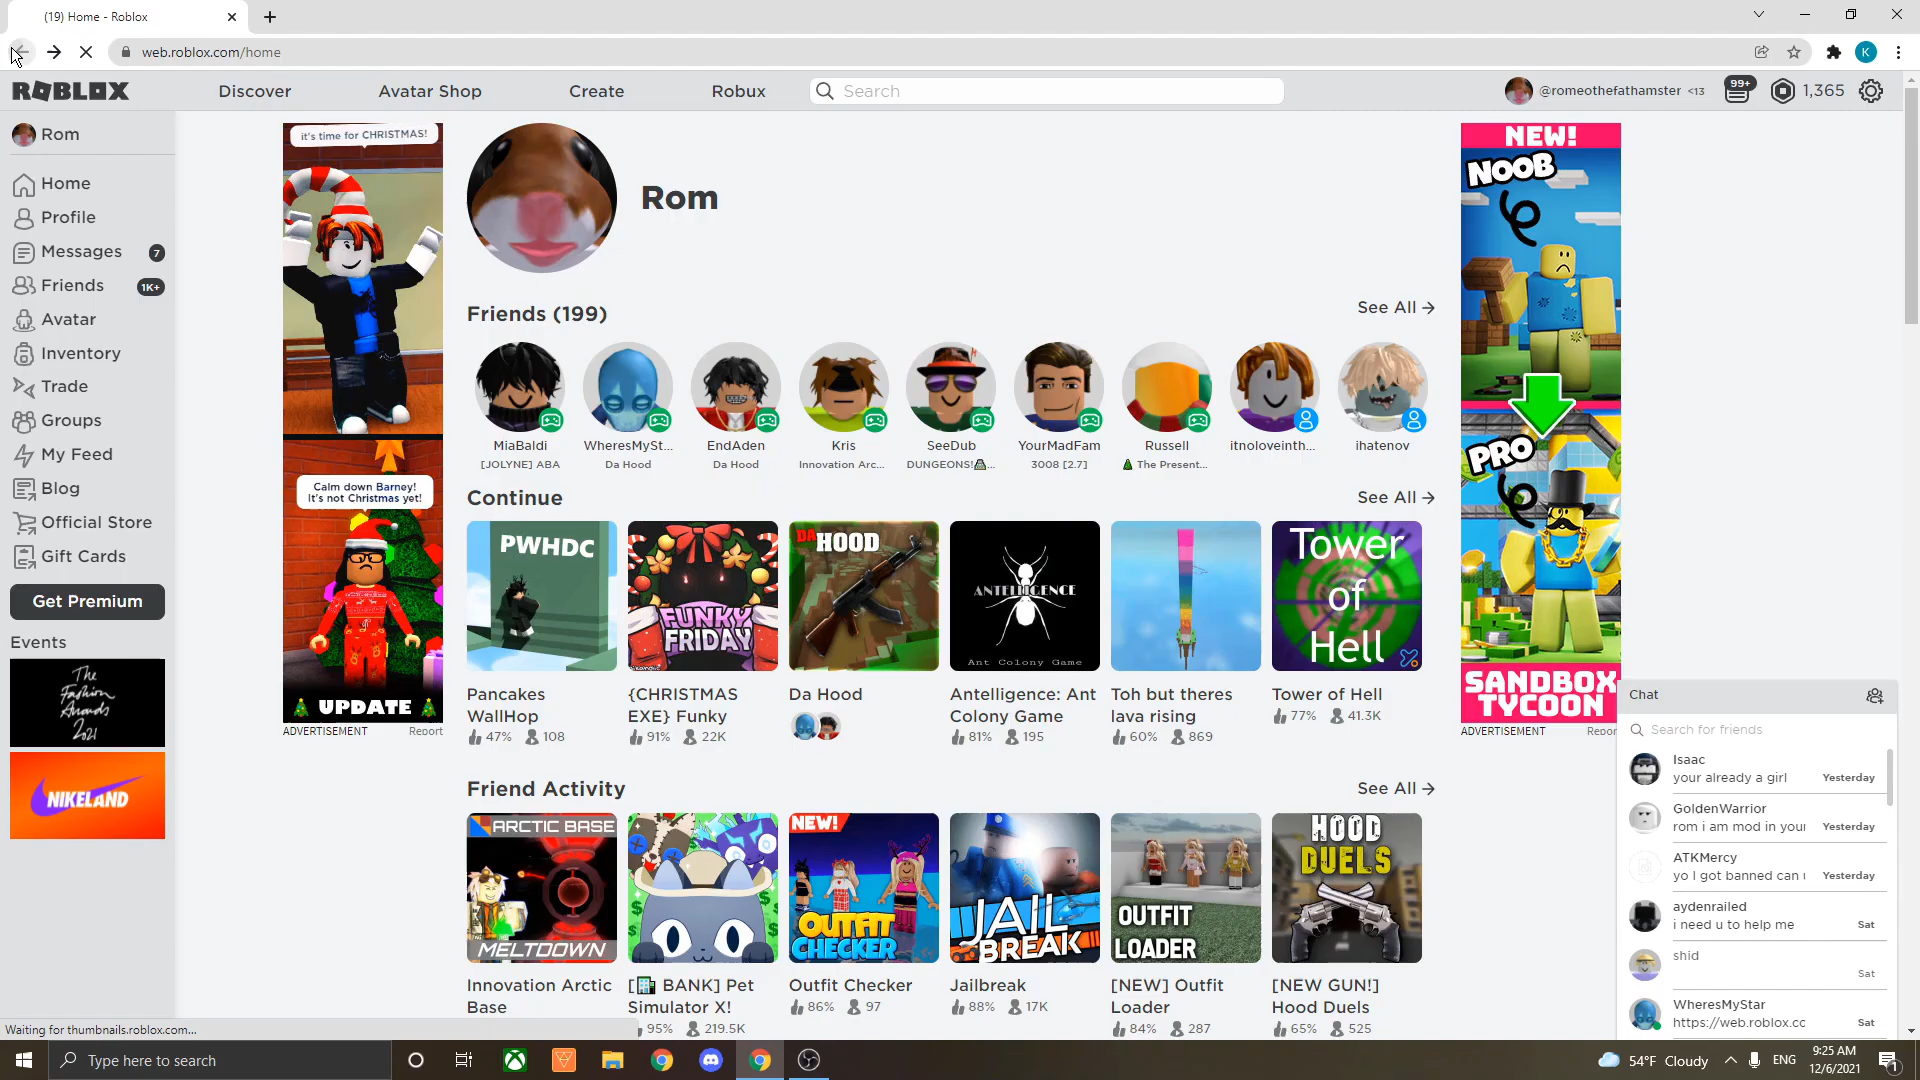 (19) Home - Roblox
web.roblox.com/home
K
ROBLOX
Discover
Avatar Shop
Create
Robux
Search
@romeothefathamster <13
99+
1,365
Rom
Home
Profile
Messages 7
Friends 1K+
Avatar
Inventory
Trade
Groups
My Feed
Blog
Official Store
Gift Cards
Get Premium
Events
The
Fashion
Awards
2021
NIKELAND
it's time for CHRISTMAS!
Calm down Barney!
It's not Christmas yet!
UPDATE
ADVERTISEMENT Report
Rom
Friends (199)
See All
MiaBaldi
[JOLYNE] ABA
WheresMySt...
Da Hood
EndAden
Da Hood
Kris
Innovation Arc...
SeeDub
DUNGEONS!...
YourMadFam
3008 [2.7]
Russell
The Present...
itnoloveinth...
ihatenov
Continue
See All
PWHDC
FUNKY
FRIDAY
DA HOOD
ANTELLIGENCE
Ant Colony Game
Tower
of
Hell
Pancakes
WallHop
47% 108
{CHRISTMAS
EXE} Funky
91% 22K
Da Hood
Antelligence: Ant
Colony Game
81% 195
Toh but theres
lava rising
60% 869
Tower of Hell
77% 41.3K
Friend Activity
See All
ARCTIC BASE
MELTDOWN
NEW!
OUTFIT
CHECKER
JAIL
BREAK
OUTFIT
LOADER
HOOD
DUELS
Innovation Arctic
Base
[ BANK] Pet
Simulator X!
95% 219.5K
Outfit Checker
86% 97
Jailbreak
88% 17K
[NEW] Outfit
Loader
84% 287
[NEW GUN!]
Hood Duels
65% 525
NEW!
NOOB
PRO
SANDBOX
TYCOON
ADVERTISEMENT Repor
Chat
Search for friends
Isaac
your already a girl Yesterday
GoldenWarrior
rom i am mod in your Yesterday
ATKMercy
yo I got banned can u Yesterday
aydenrailed
i need u to help me Sat
shid
Sat
WheresMyStar
https://web.roblox.cc Sat
Waiting for thumbnails.roblox.com...
Type here to search
54°F Cloudy
ENG
9:25 AM
12/6/2021
1